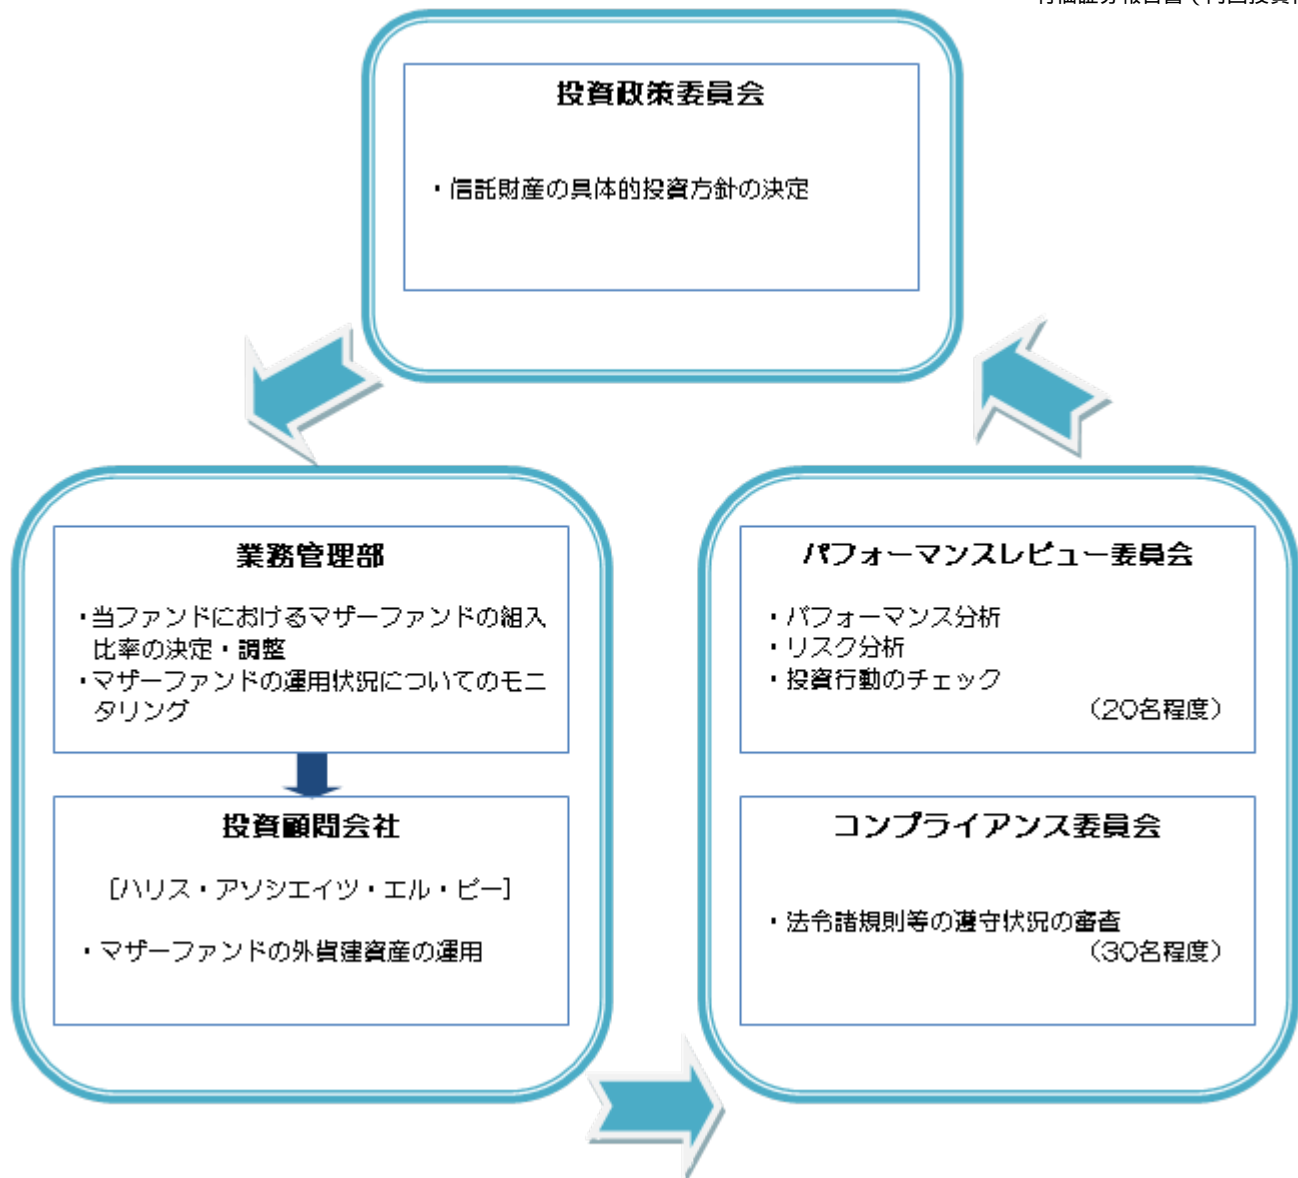 投資政策委員会
・信託財産の具体的投資方針の決定
業務管理部
・当ファンドにおけるマザーファンドの組入
比率の決定・調整
・マザーファンドの運用状況についてのモニ
タリング
投資顧問会社
［ハリス・アソシエイツ・エル・ピー］
・マザーファンドの外貨建資産の運用
パフォーマンスレビュー委員会
・パフォーマンス分析
・リスク分析
・投資行動のチェック
（20名程度）
コンプライアンス委員会
・法令諸規則等の遵守状況の審査
（30名程度）